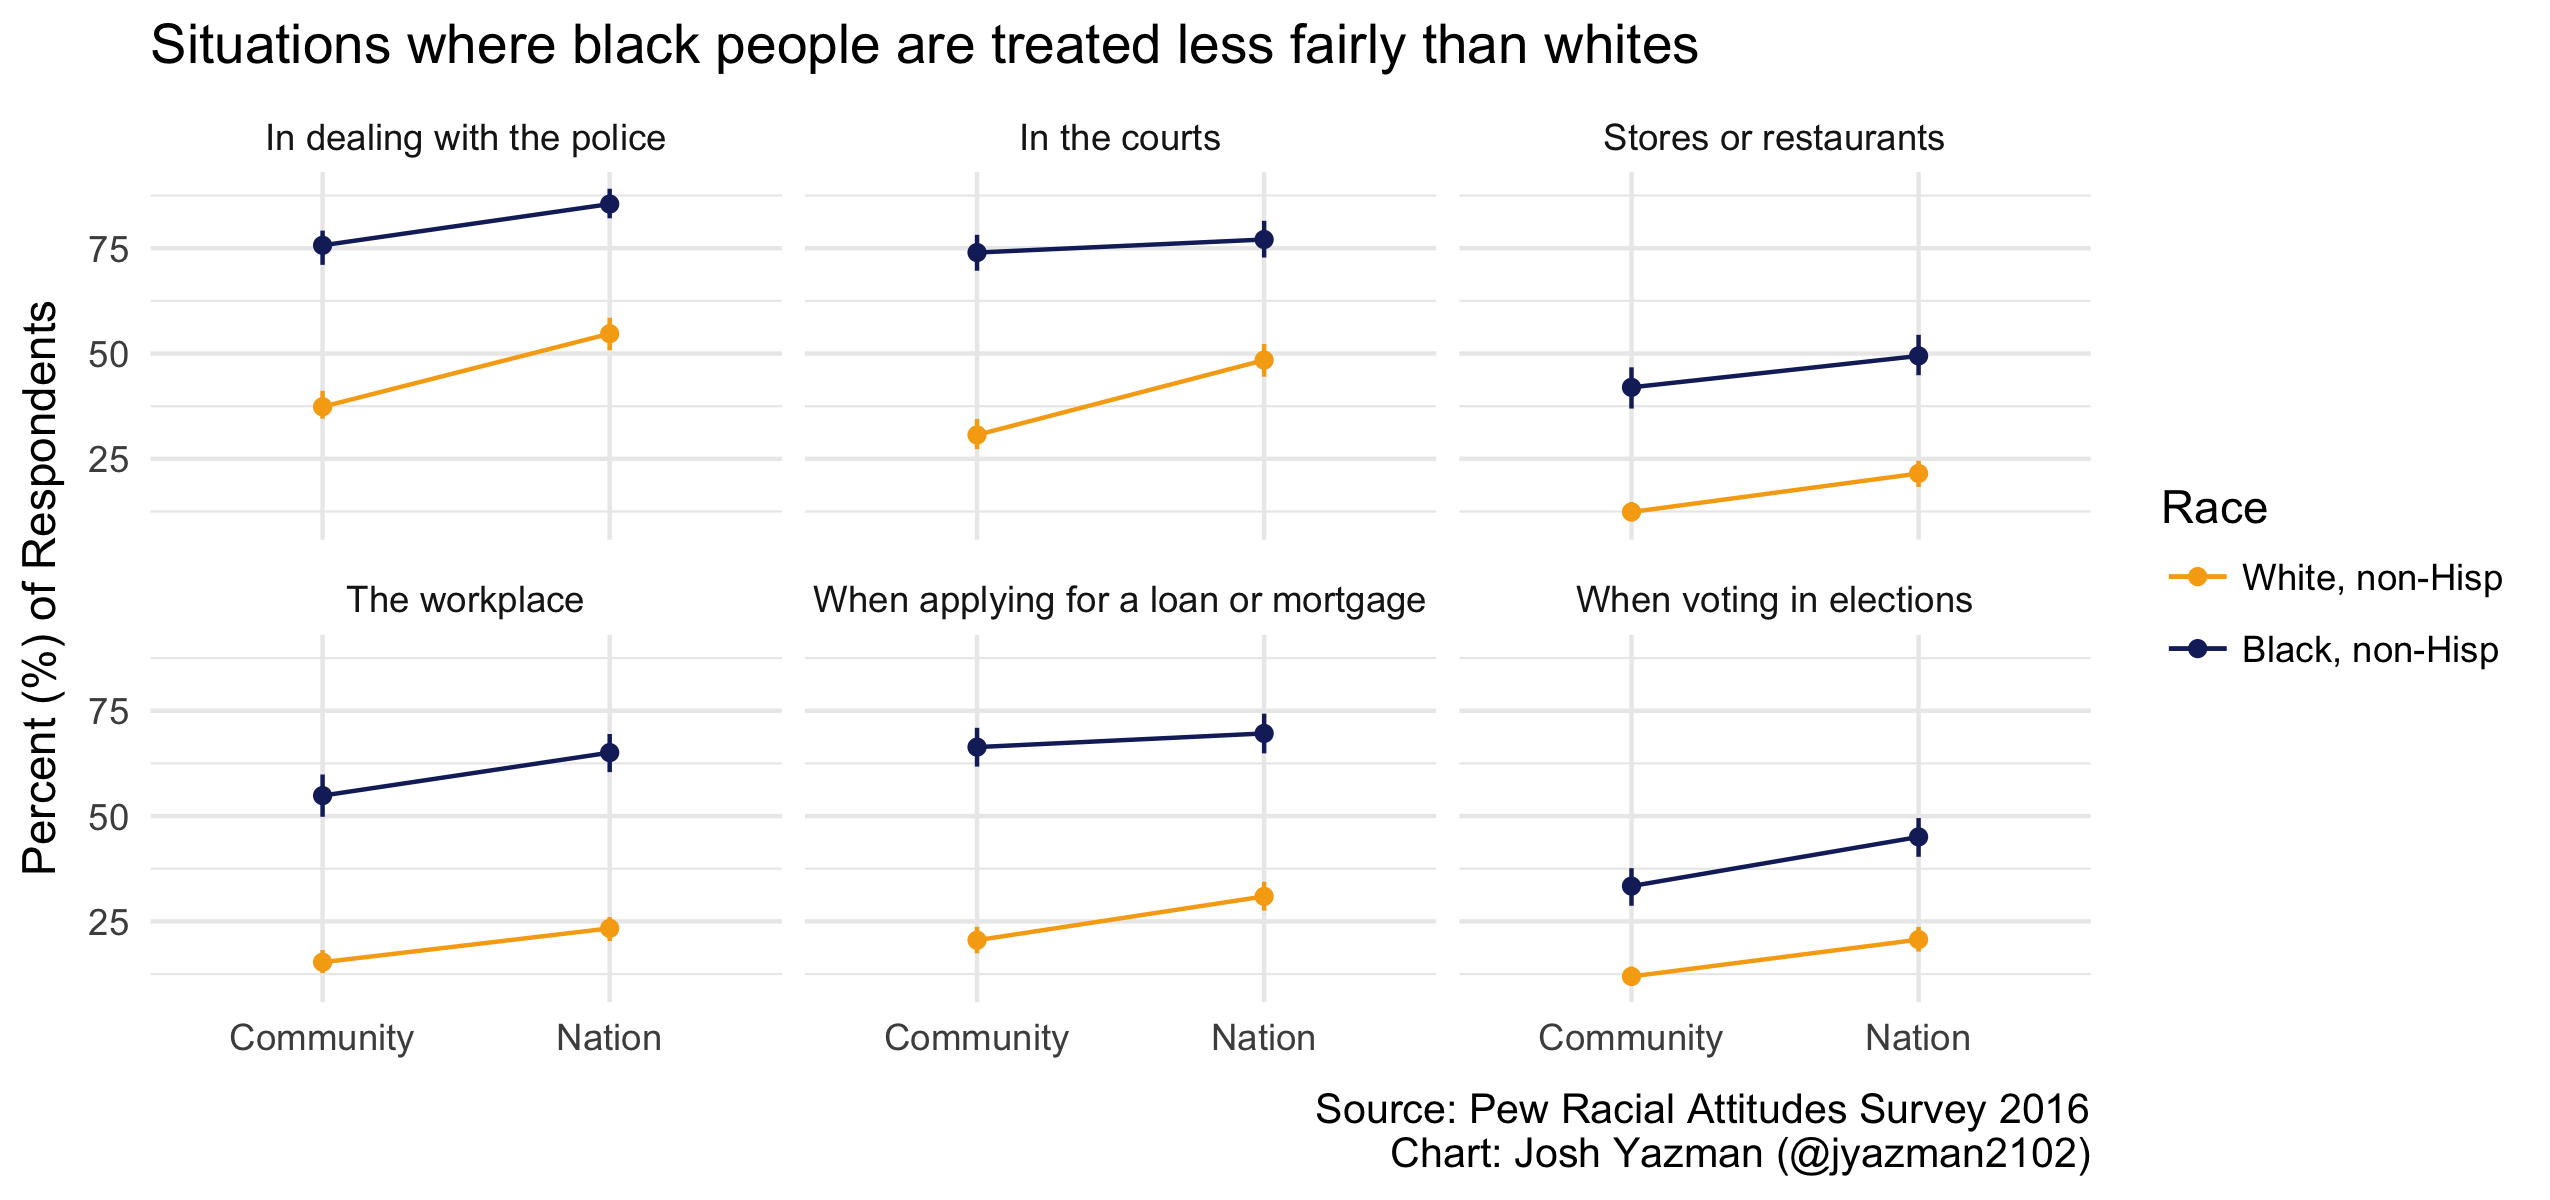 Situations where black people are treated less fairly than whites
In dealing with the police
In the courts
Stores or restaurants
75
50
25
The workplace
When applying for a loan or mortgage
When voting in elections
75
50
25
Percent (%) of Respondents
Community
Nation
Community
Nation
Community
Nation
Race
White, non-Hisp
Black, non-Hisp
Source: Pew Racial Attitudes Survey 2016
Chart: Josh Yazman (@jyazman2102)